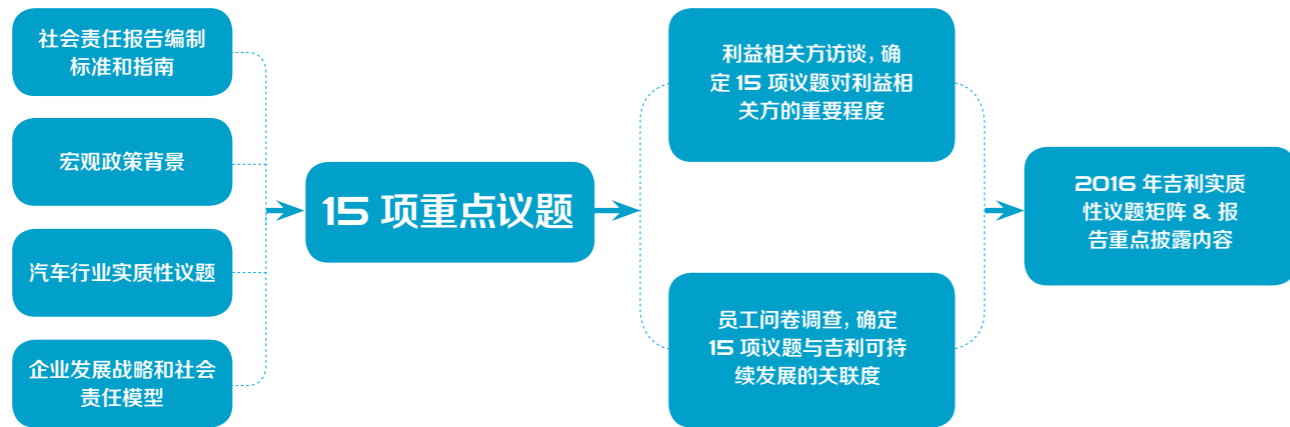 社会责任报告编制
标准和指南
宏观政策背景
汽车行业实质性议题
企业发展战略和社会
责任模型
15 项重点议题
利益相关方访谈，确
定 15 项议题对利益相
关方的重要程度
员工问卷调查，确定
15 项议题与吉利可持
续发展的关联度
2016 年吉利实质
性议题矩阵 & 报
告重点披露内容